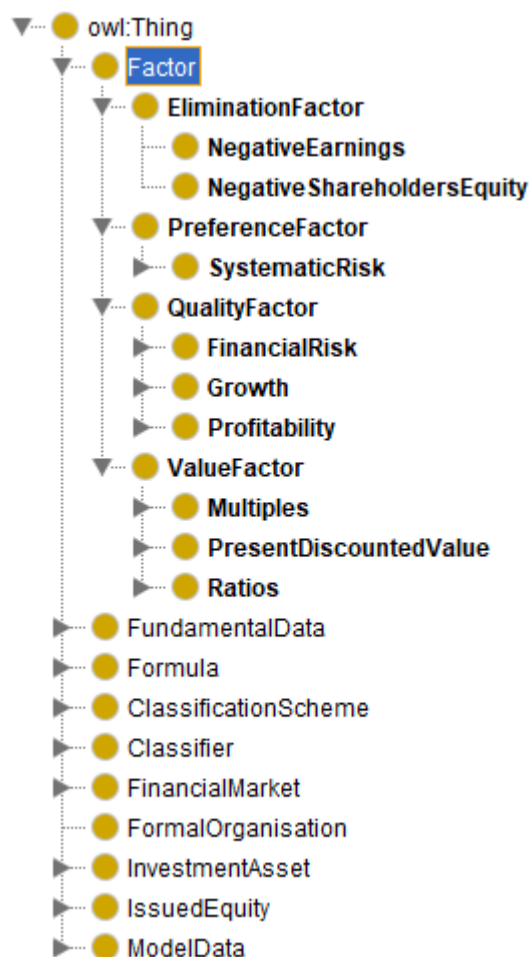 owl:Thing
Factor
EliminationFactor
NegativeEarnings
NegativeShareholdersEquity
PreferenceFactor
SystematicRisk
QualityFactor
FinancialRisk
Growth
Profitability
ValueFactor
Multiples
PresentDiscountedValue
Ratios
FundamentalData
Formula
ClassificationScheme
Classifier
FinancialMarket
FormalOrganisation
InvestmentAsset
IssuedEquity
ModelData